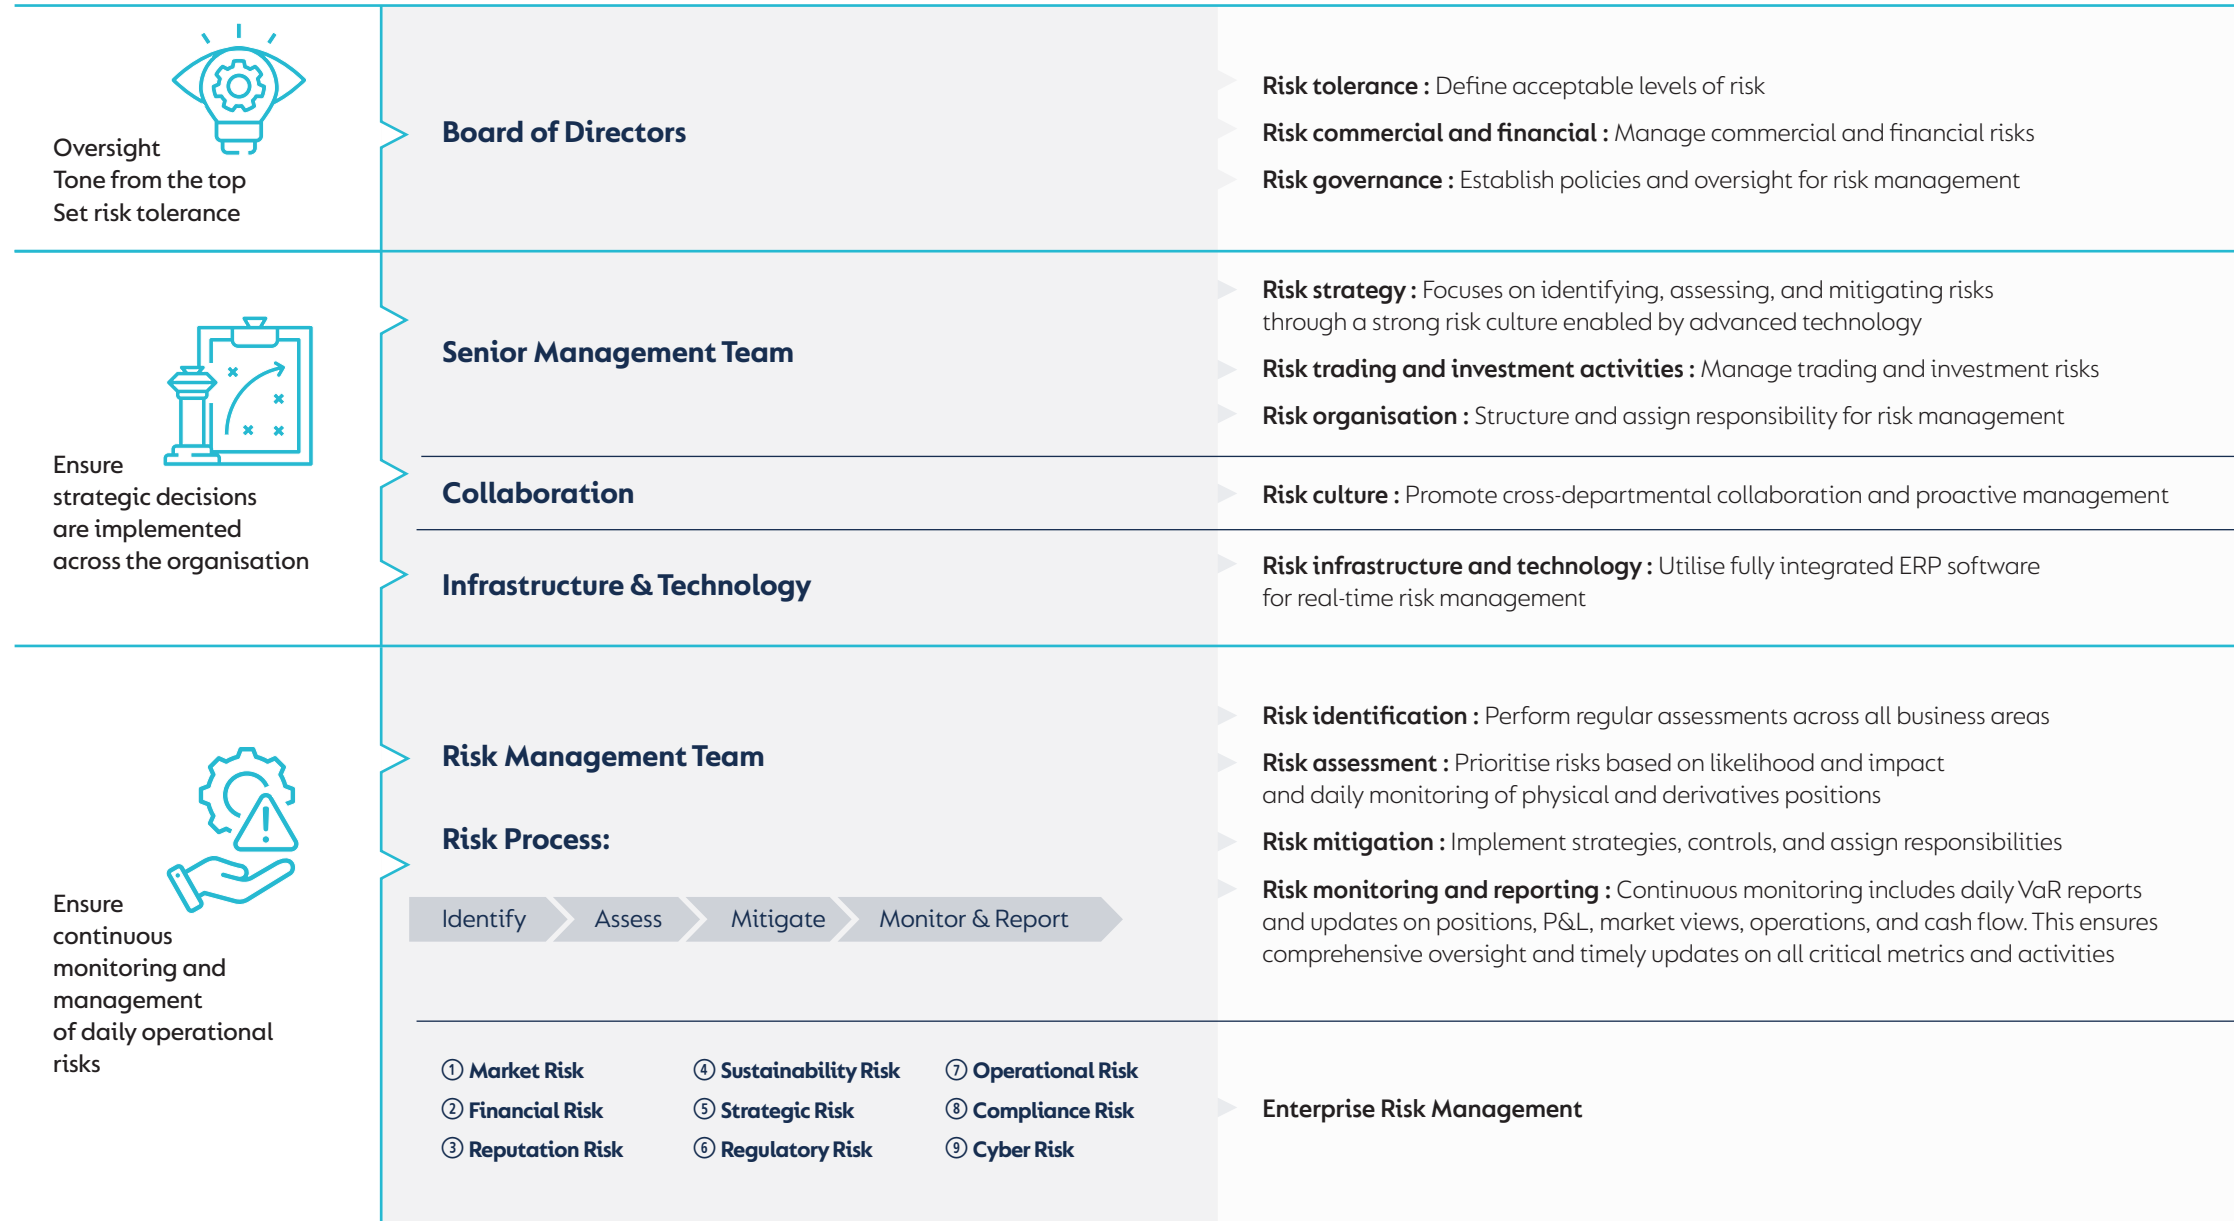 Oversight
Tone from the top
Set risk tolerance
Board of Directors
Risk tolerance : Define acceptable levels of risk
Risk commercial and financial : Manage commercial and financial risks
Risk governance : Establish policies and oversight for risk management
Ensure
strategic decisions
are implemented
across the organisation
Senior Management Team
Risk strategy : Focuses on identifying, assessing, and mitigating risks
through a strong risk culture enabled by advanced technology
Risk trading and investment activities : Manage trading and investment risks
Risk organisation : Structure and assign responsibility for risk management
Collaboration
Risk culture : Promote cross-departmental collaboration and proactive management
Infrastructure & Technology
Risk infrastructure and technology : Utilise fully integrated ERP software
for real-time risk management
Ensure
continuous
monitoring and
management
of daily operational
risks
Risk Management Team
Risk Process:
Identify
Assess
Mitigate
Monitor & Report
Risk identification : Perform regular assessments across all business areas
Risk assessment : Prioritise risks based on likelihood and impact
and daily monitoring of physical and derivatives positions
Risk mitigation : Implement strategies, controls, and assign responsibilities
Risk monitoring and reporting : Continuous monitoring includes daily VaR reports
and updates on positions, P&L, market views, operations, and cash flow. This ensures
comprehensive oversight and timely updates on all critical metrics and activities
① Market Risk
② Financial Risk
③ Reputation Risk
④ Sustainability Risk
⑤ Strategic Risk
⑥ Regulatory Risk
⑦ Operational Risk
⑧ Compliance Risk
⑨ Cyber Risk
Enterprise Risk Management